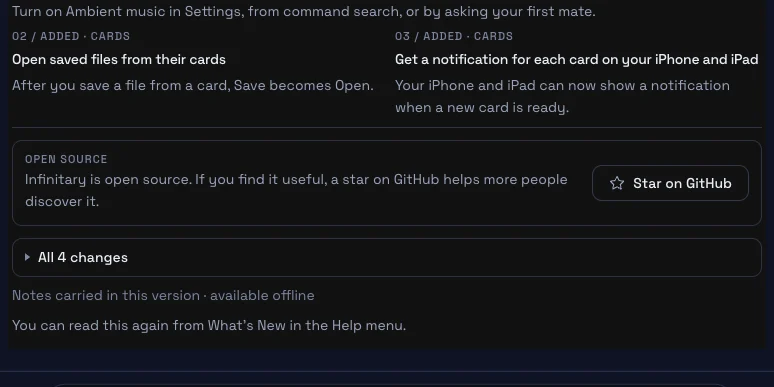 Turn on Ambient music in Settings, from command search, or by asking your first mate.
02 / ADDED · CARDS
Open saved files from their cards
After you save a file from a card, Save becomes Open.
03 / ADDED · CARDS
Get a notification for each card on your iPhone and iPad
Your iPhone and iPad can now show a notification
when a new card is ready.
OPEN SOURCE
Infinitary is open source. If you find it useful, a star on GitHub helps more people
discover it.
Star on GitHub
All 4 changes
Notes carried in this version · available offline
You can read this again from What's New in the Help menu.